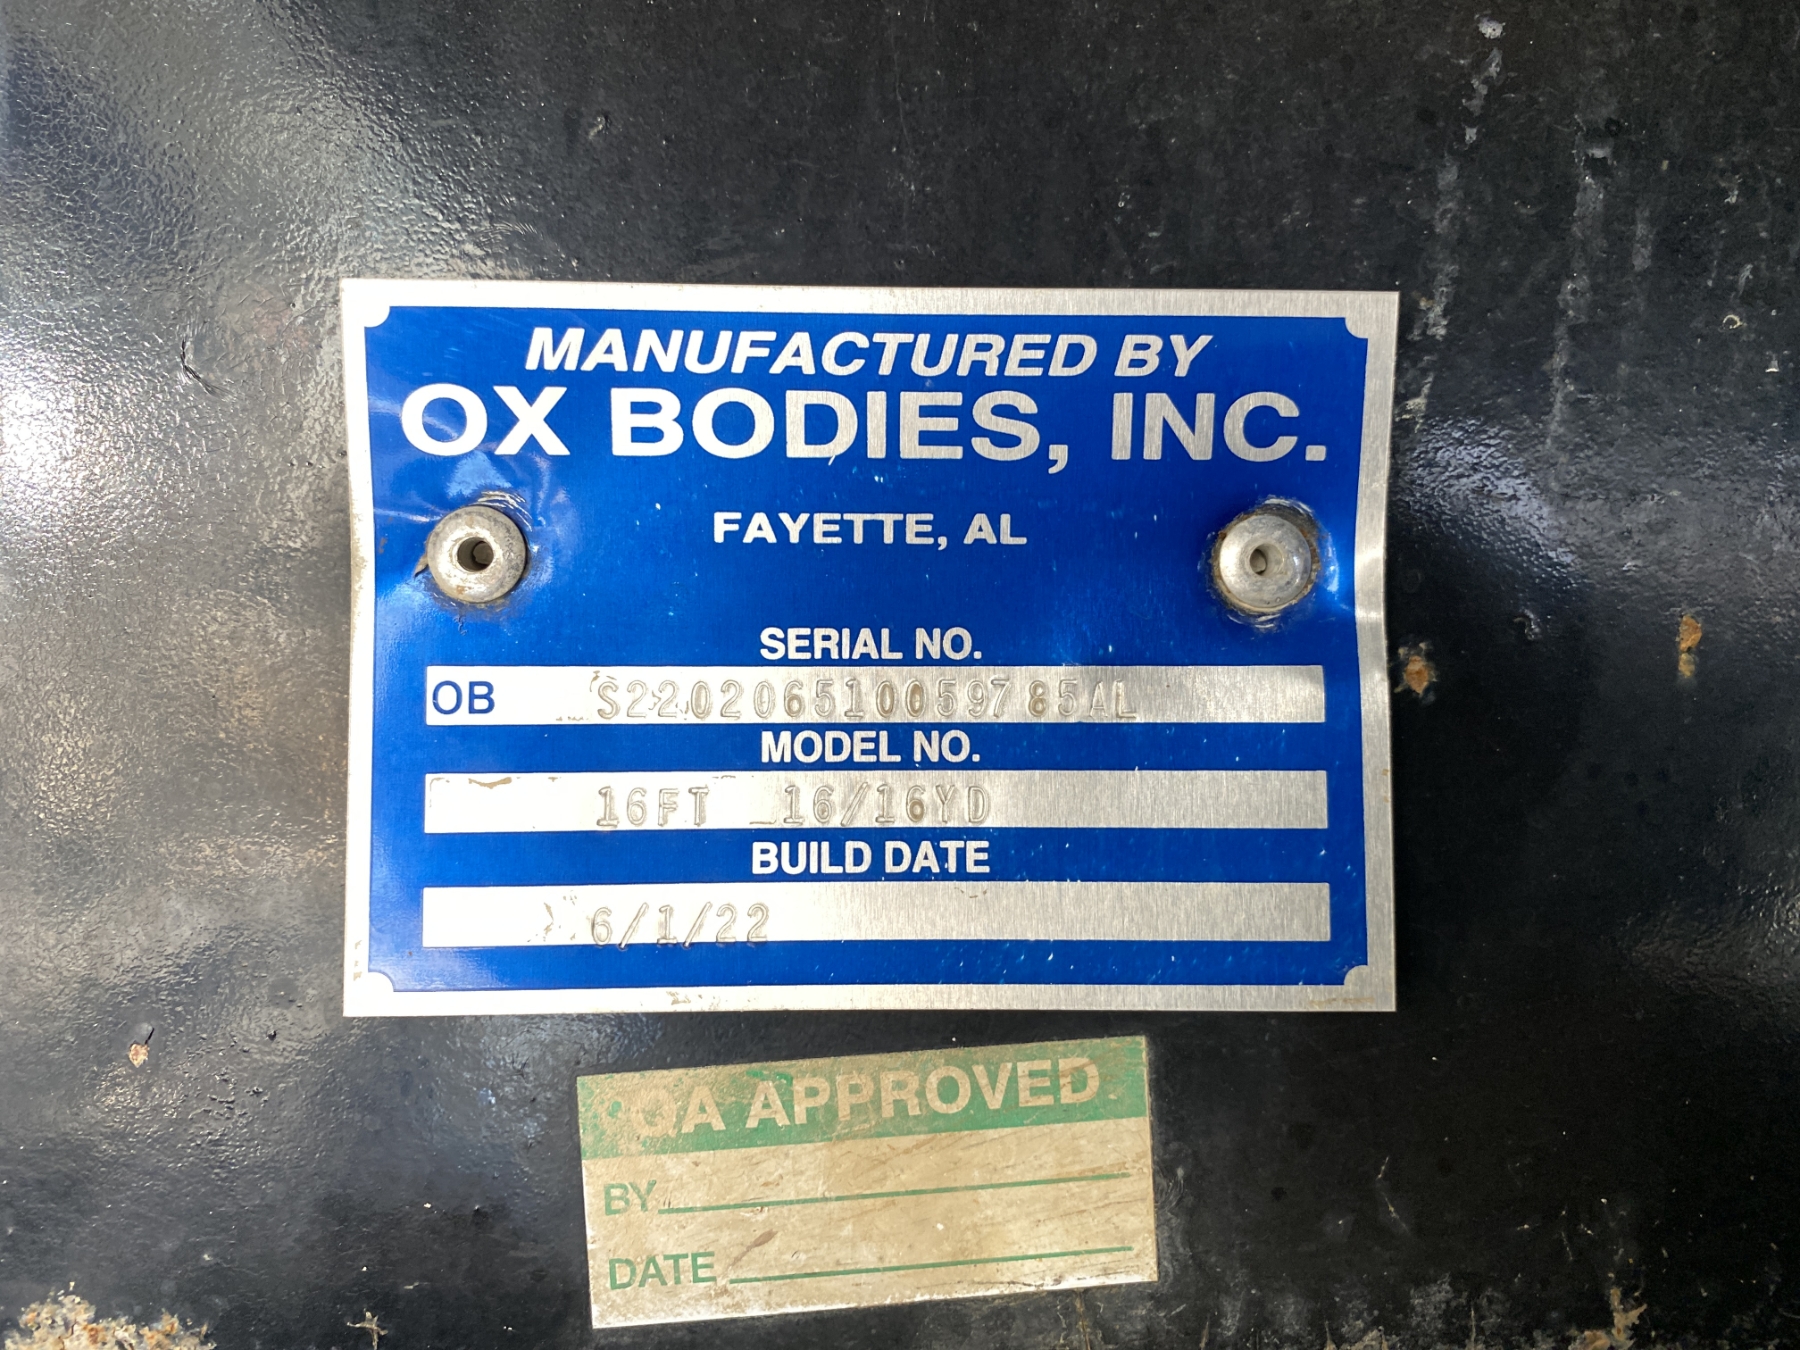 MANUFACTURED BY
OX BODIES, INC.
FAYETTE, AL
SERIAL NO.
OB S22020651005978 5AL
MODEL NO.
16FT 16/16YD
BUILD DATE
6/1/22
QA APPROVED
BY
DATE